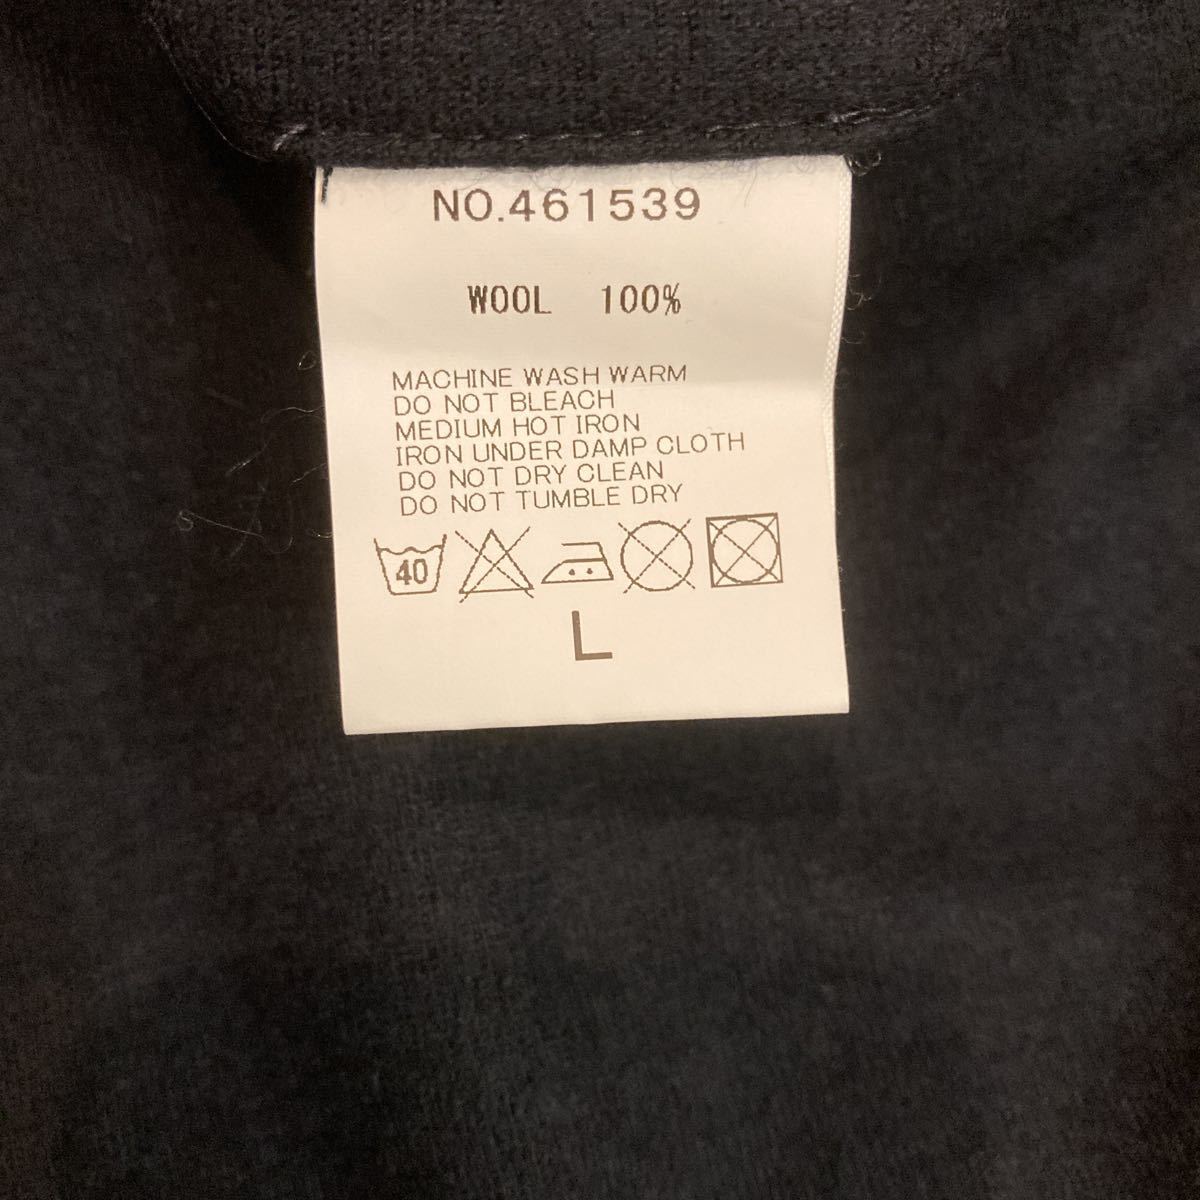 NO.461539
WOOL 100%
MACHINE WASH WARM
DO NOT BLEACH
MEDIUM HOT IRON
IRON UNDER DAMP CLOTH
DO NOT DRY CLEAN
DO NOT TUMBLE DRY
40
L